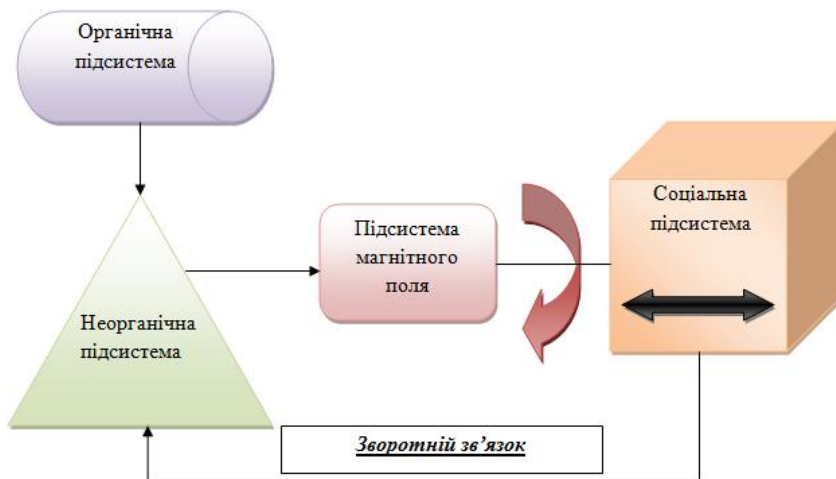 Органічна
підсистема
Соціальна
підсистема
Підсистема
магнітного
поля
Неорганічна
підсистема
Зворотній зв’язок